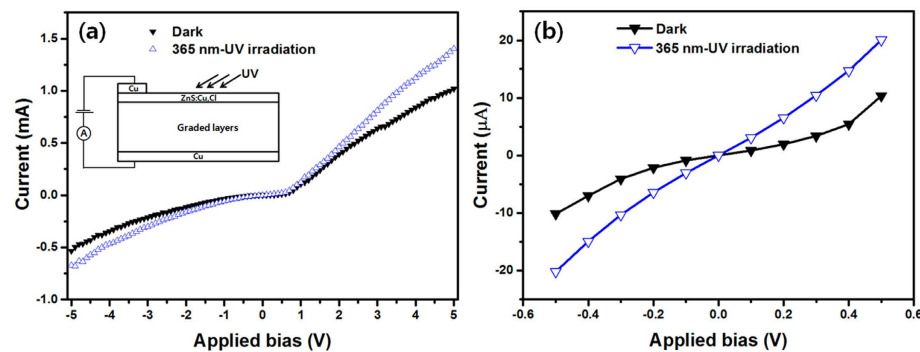 (a)
Dark
365 nm-UV irradiation
UV
Cu
ZnS:Cu,Cl
Graded layers
A
Cu
Current (mA)
1.5
1.0
0.5
0.0
-0.5
-1.0
-5 -4 -3 -2 -1 0 1 2 3 4 5
Applied bias (V)
(b)
Dark
365 nm-UV irradiation
Current (μA)
20
10
0
-10
-20
-0.6 -0.4 -0.2 0.0 0.2 0.4 0.6
Applied bias (V)